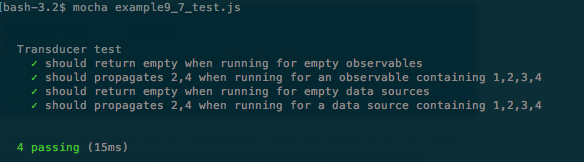 [bash-3.2$ mocha example9_7_test.js
Transducer test
✓ should return empty when running for empty observables
✓ should propagates 2,4 when running for an observable containing 1,2,3,4
✓ should return empty when running for empty data sources
✓ should propagates 2,4 when running for a data source containing 1,2,3,4
4 passing (15ms)